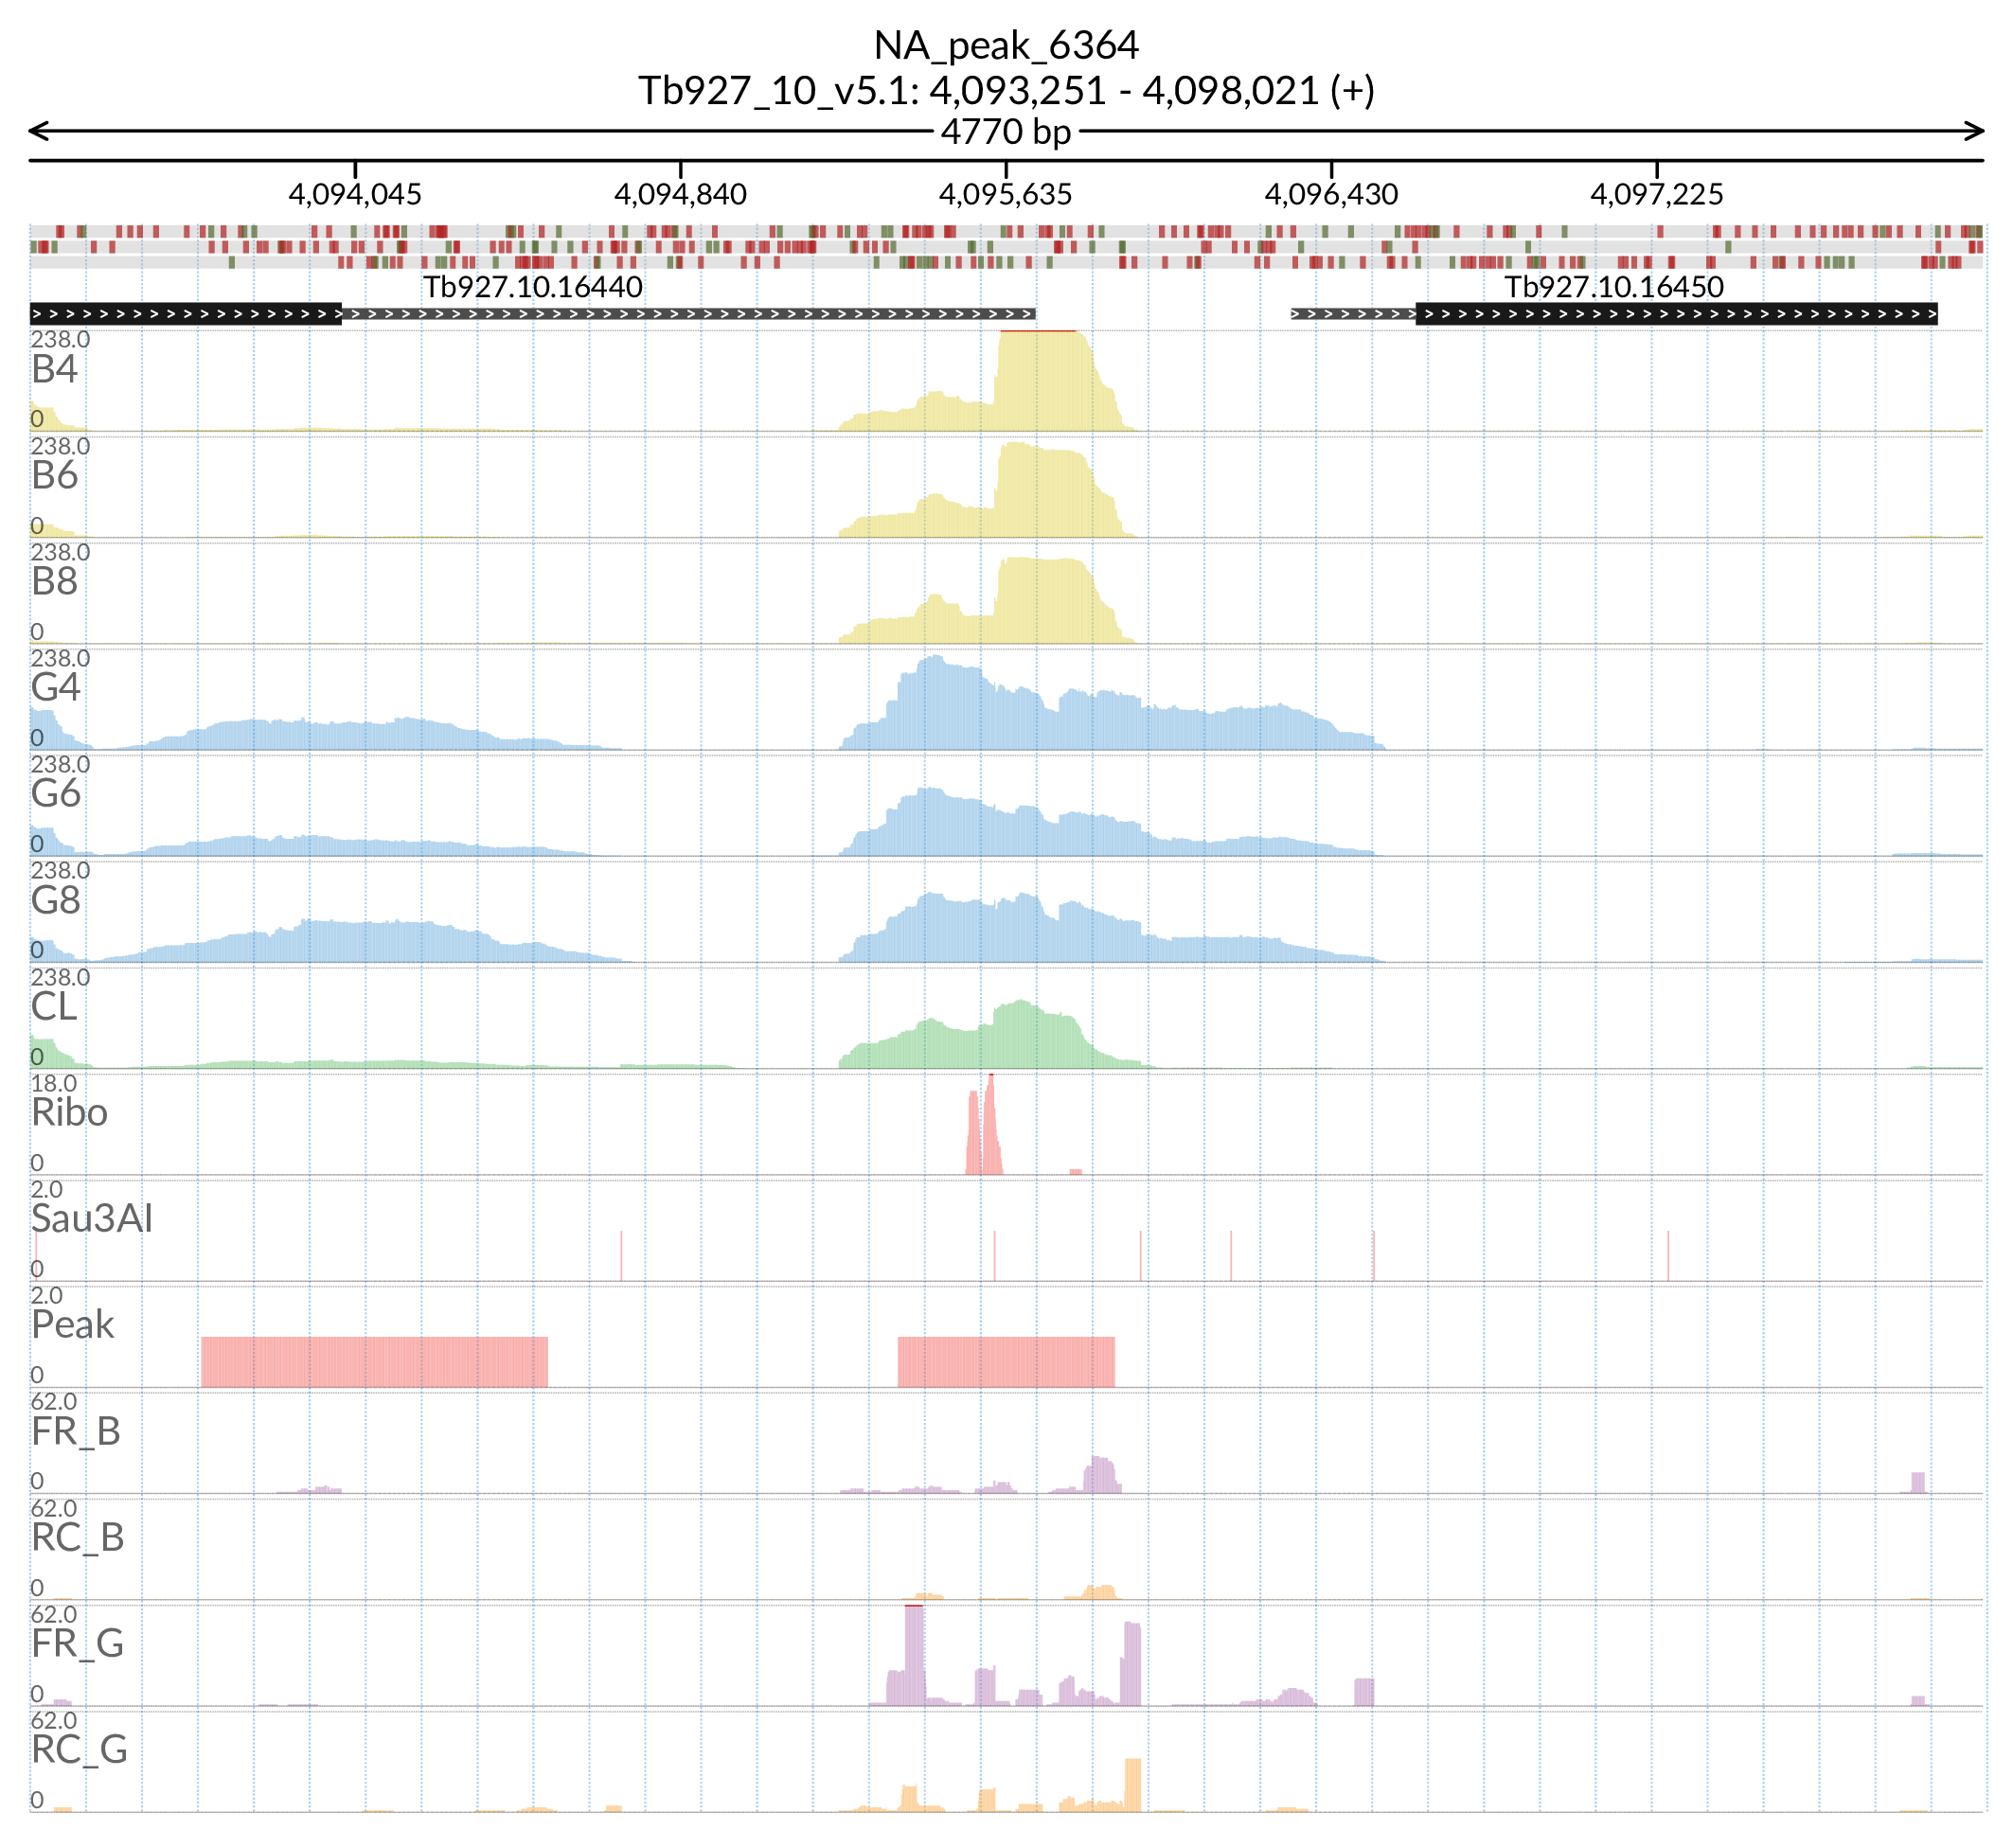 NA_peak_6364
Tb927_10_v5.1: 4,093,251 - 4,098,021 (+)
4770 bp
4,094,045 4,094,840 4,095,635 4,096,430 4,097,225
Tb927.10.16440 Tb927.10.16450
238.0
B4
0
238.0
B6
0
238.0
B8
0
238.0
G4
0
238.0
G6
0
238.0
G8
0
238.0
CL
0
18.0
Ribo
0
2.0
Sau3AI
0
2.0
Peak
0
62.0
FR_B
0
62.0
RC_B
0
62.0
FR_G
0
62.0
RC_G
0